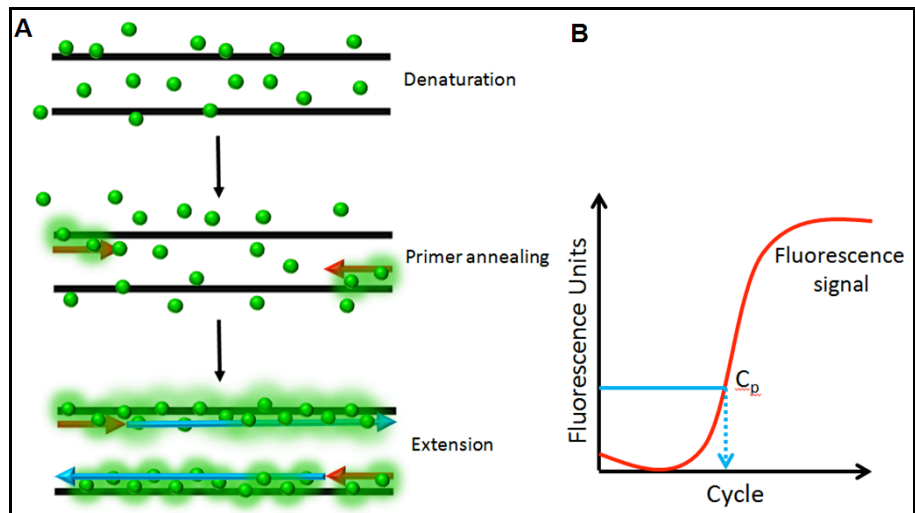 A
Denaturation
Primer annealing
Extension
B
Fluorescence Units
Fluorescence
signal
Cp
Cycle